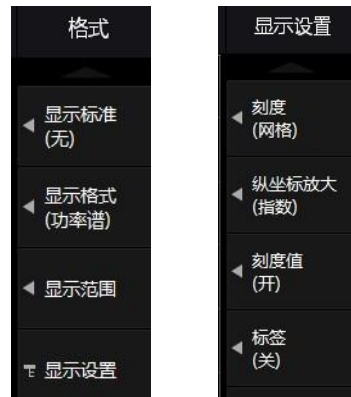 格式
显示标准
(无)
显示格式
(功率谱)
显示范围
显示设置
显示设置
刻度
(网格)
纵坐标放大
(指数)
刻度值
(开)
标签
(关)